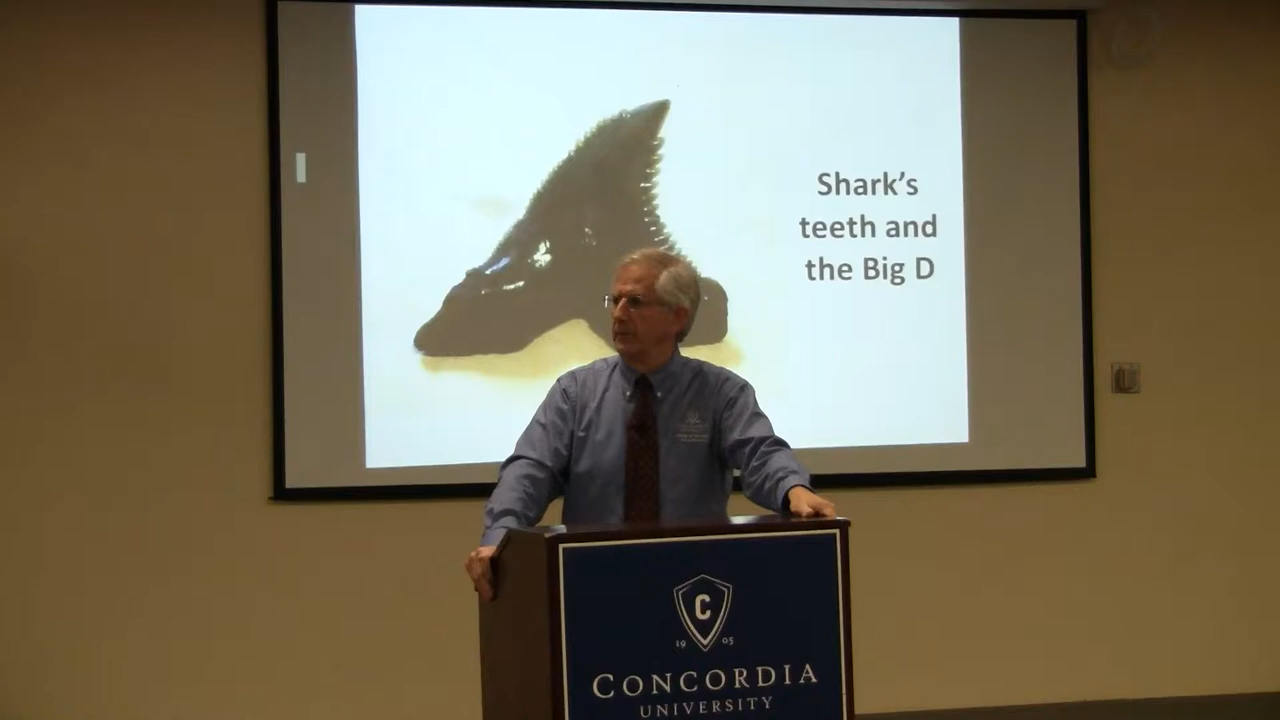 Shark's
teeth and
the Big D
C
19 05
CONCORDIA
UNIVERSITY